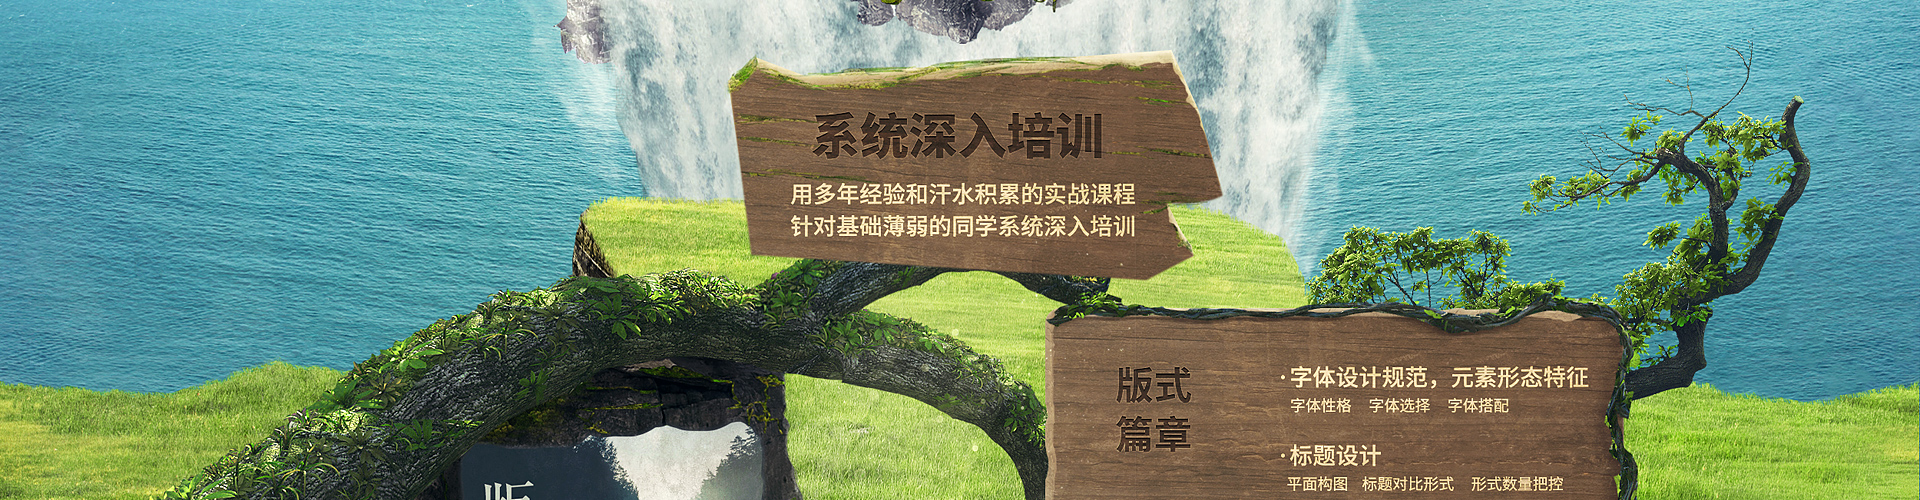 系统深入培训
用多年经验和汗水积累的实战课程
针对基础薄弱的同学系统深入培训
版式
篇章
·字体设计规范，元素形态特征
字体性格 字体选择 字体搭配
·标题设计
平面构图 标题对比形式 形式数量把控